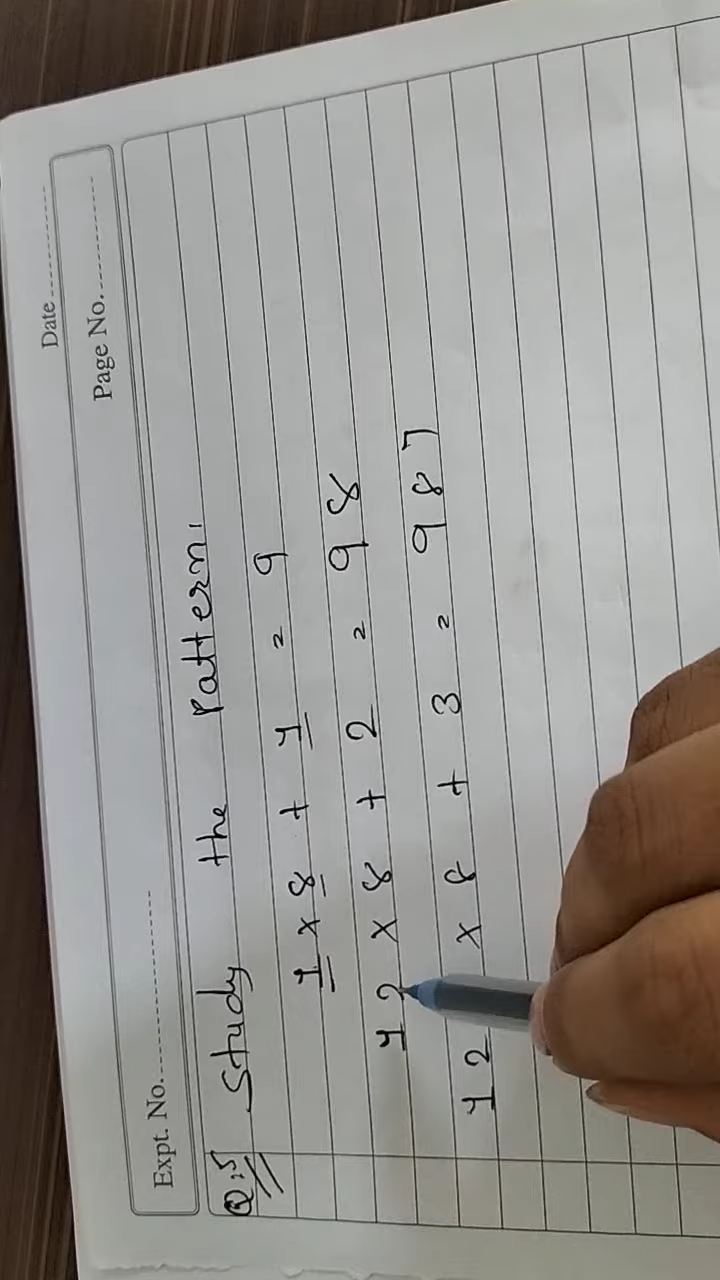 Date
Page No.
Expt. No.
Q:5 Study the Pattern.
1 x 8 + 1 = 9
12 x 8 + 2 = 98
12 x 8 + 3 = 987